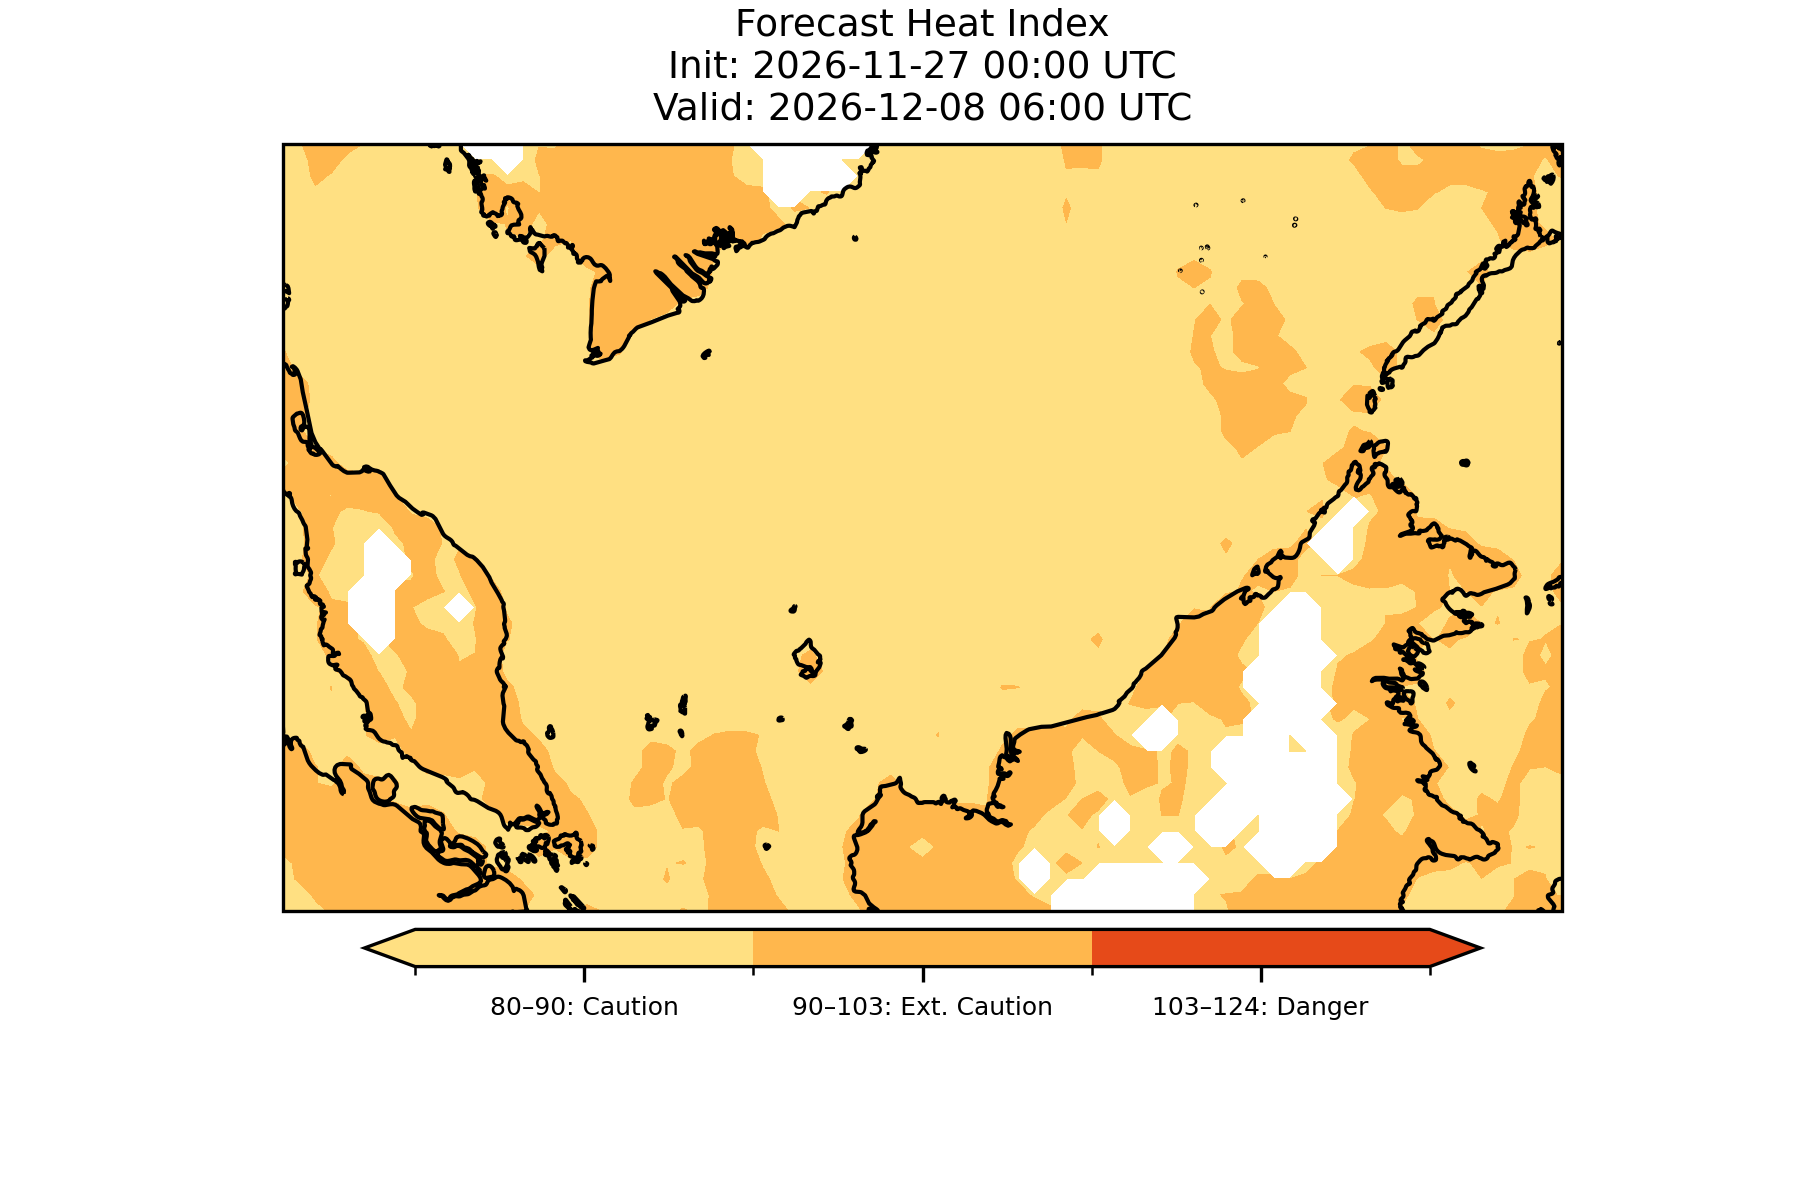 Forecast Heat Index
Init: 2026-11-27 00:00 UTC
Valid: 2026-12-08 06:00 UTC
80–90: Caution
90–103: Ext. Caution
103–124: Danger